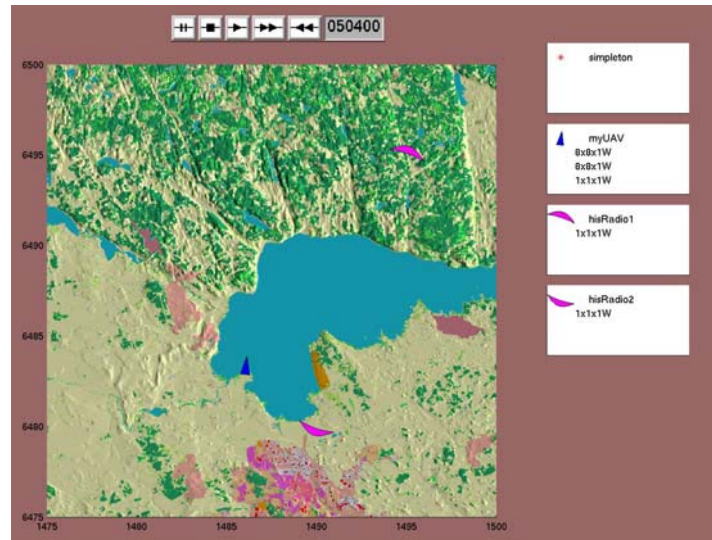 050400
simpleton
myUAV
8x8x1W
8x8x1W
1x1x1W
hisRadio1
1x1x1W
hisRadio2
1x1x1W
6500
6495
6490
6485
6480
6475
1475
1480
1485
1490
1495
1500